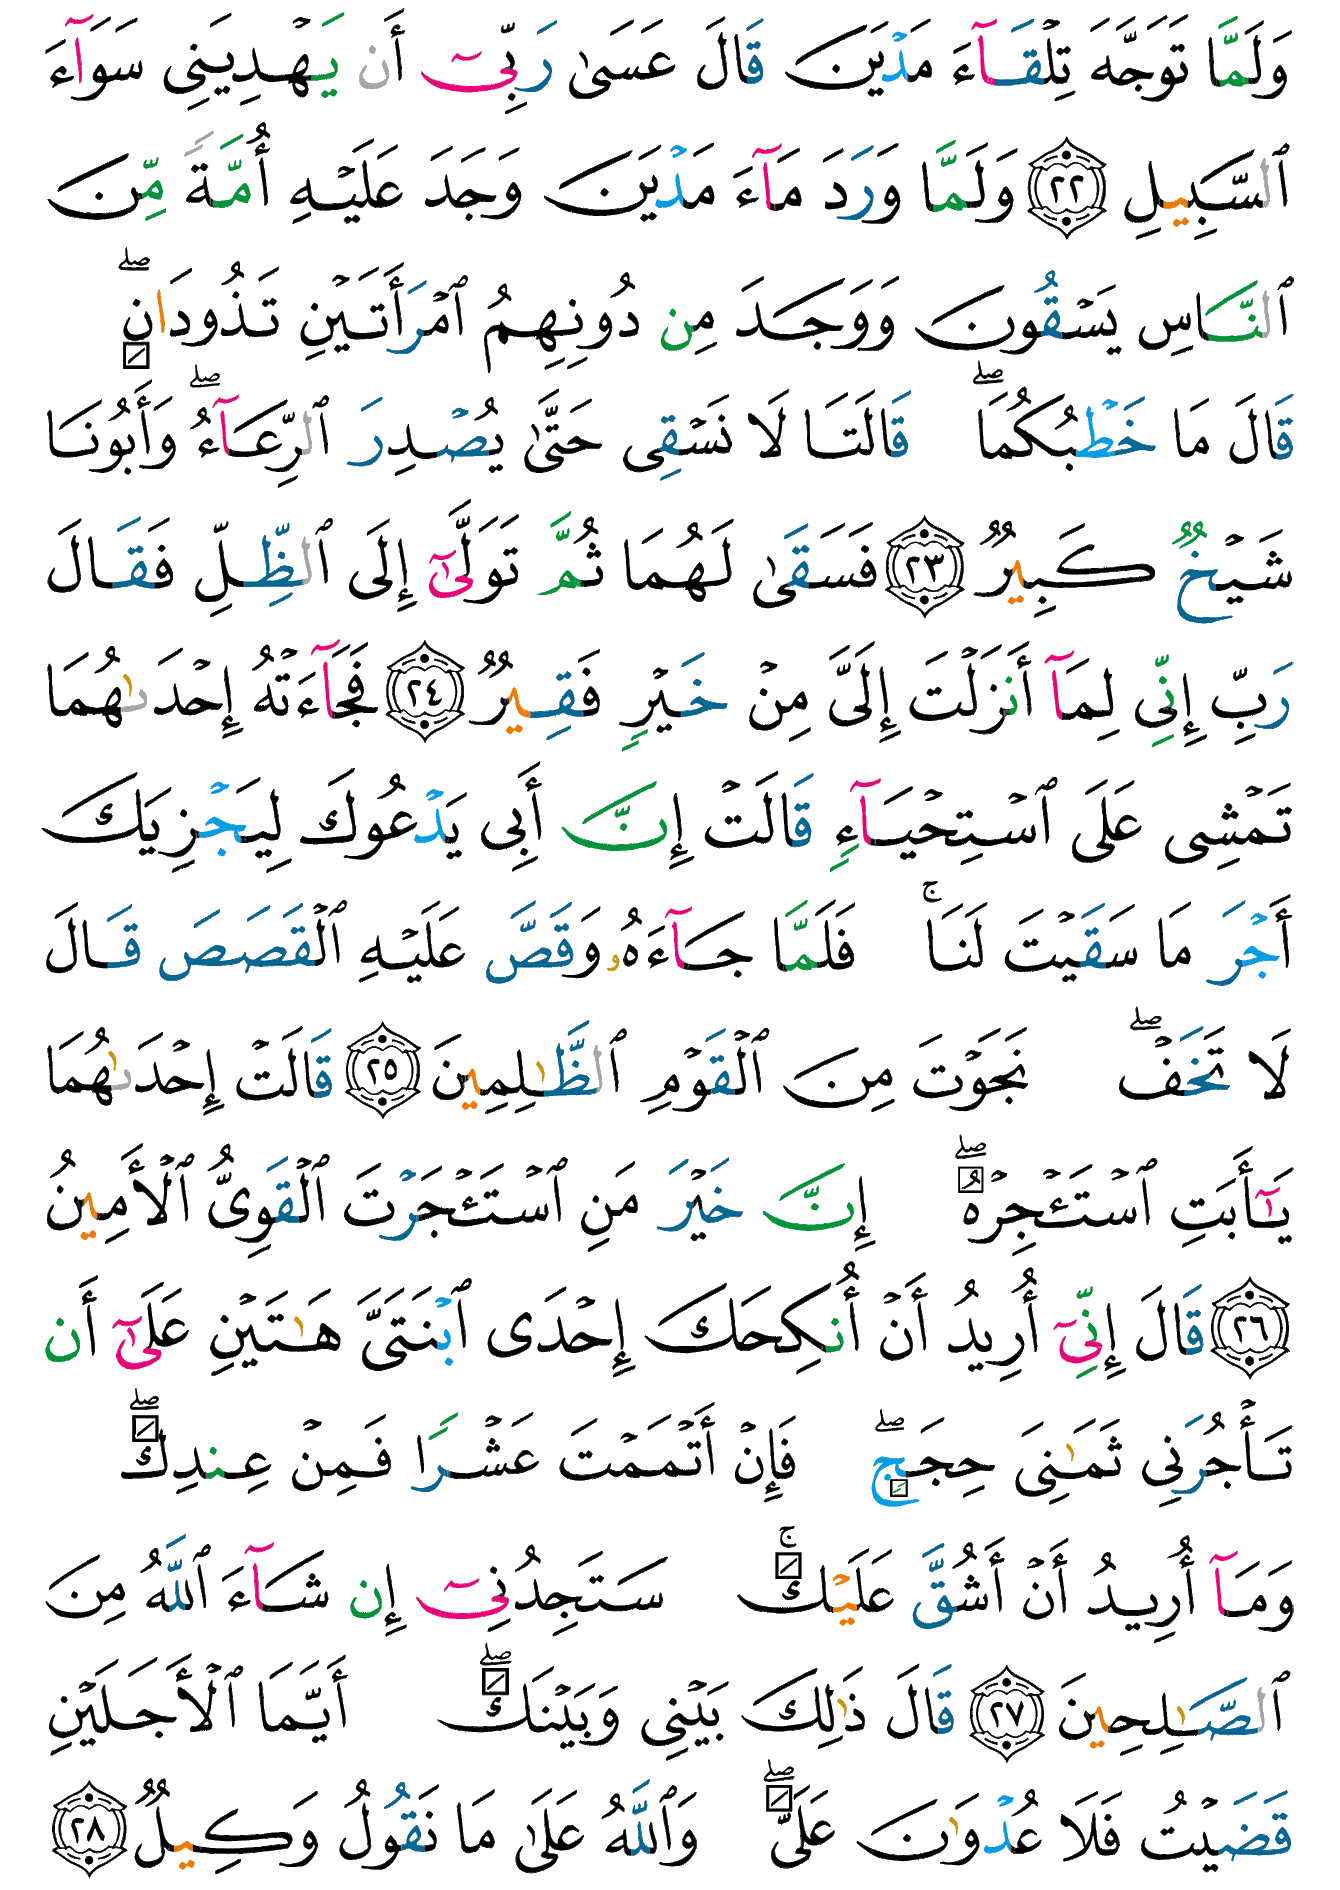 وَلَمَّا تَوَجَّهَ تِلْقَآءَ مَدْيَنَ قَالَ عَسَىٰ رَبِّىٓ أَن يَهْدِيَنِى سَوَآءَ
ٱلسَّبِيلِ ٢٢ وَلَمَّا وَرَدَ مَآءَ مَدْيَنَ وَجَدَ عَلَيْهِ أُمَّةً مِّنَ
ٱلنَّاسِ يَسْقُونَ وَوَجَدَ مِن دُونِهِمُ ٱمْرَأَتَيْنِ تَذُودَانِ ۖ
قَالَ مَا خَطْبُكُمَا ۖ قَالَتَا لَا نَسْقِى حَتَّىٰ يُصْدِرَ ٱلرِّعَآءُ ۖ وَأَبُونَا
شَيْخٌ كَبِيرٌ ٢٣ فَسَقَىٰ لَهُمَا ثُمَّ تَوَلَّىٰٓ إِلَى ٱلظِّلِّ فَقَالَ
رَبِّ إِنِّى لِمَآ أَنزَلْتَ إِلَىَّ مِنْ خَيْرٍ فَقِيرٌ ٢٤ فَجَآءَتْهُ إِحْدَىٰهُمَا
تَمْشِى عَلَى ٱسْتِحْيَآءٍ قَالَتْ إِنَّ أَبِى يَدْعُوكَ لِيَجْزِيَكَ
أَجْرَ مَا سَقَيْتَ لَنَا ۚ فَلَمَّا جَآءَهُۥ وَقَصَّ عَلَيْهِ ٱلْقَصَصَ قَالَ
لَا تَخَفْ ۖ نَجَوْتَ مِنَ ٱلْقَوْمِ ٱلظَّٰلِمِينَ ٢٥ قَالَتْ إِحْدَىٰهُمَا
يَٰٓأَبَتِ ٱسْتَـْٔجِرْهُ ۖ إِنَّ خَيْرَ مَنِ ٱسْتَـْٔجَرْتَ ٱلْقَوِىُّ ٱلْأَمِينُ
٢٦ قَالَ إِنِّىٓ أُرِيدُ أَنْ أُنكِحَكَ إِحْدَى ٱبْنَتَىَّ هَٰتَيْنِ عَلَىٰٓ أَن
تَأْجُرَنِى ثَمَٰنِىَ حِجَجٍ ۖ فَإِنْ أَتْمَمْتَ عَشْرًا فَمِنْ عِندِكَ ۖ
وَمَآ أُرِيدُ أَنْ أَشُقَّ عَلَيْكَ ۚ سَتَجِدُنِىٓ إِن شَآءَ ٱللَّهُ مِنَ
ٱلصَّٰلِحِينَ ٢٧ قَالَ ذَٰلِكَ بَيْنِى وَبَيْنَكَ ۖ أَيَّمَا ٱلْأَجَلَيْنِ
قَضَيْتُ فَلَا عُدْوَٰنَ عَلَىَّ ۖ وَٱللَّهُ عَلَىٰ مَا نَقُولُ وَكِيلٌ ٢٨